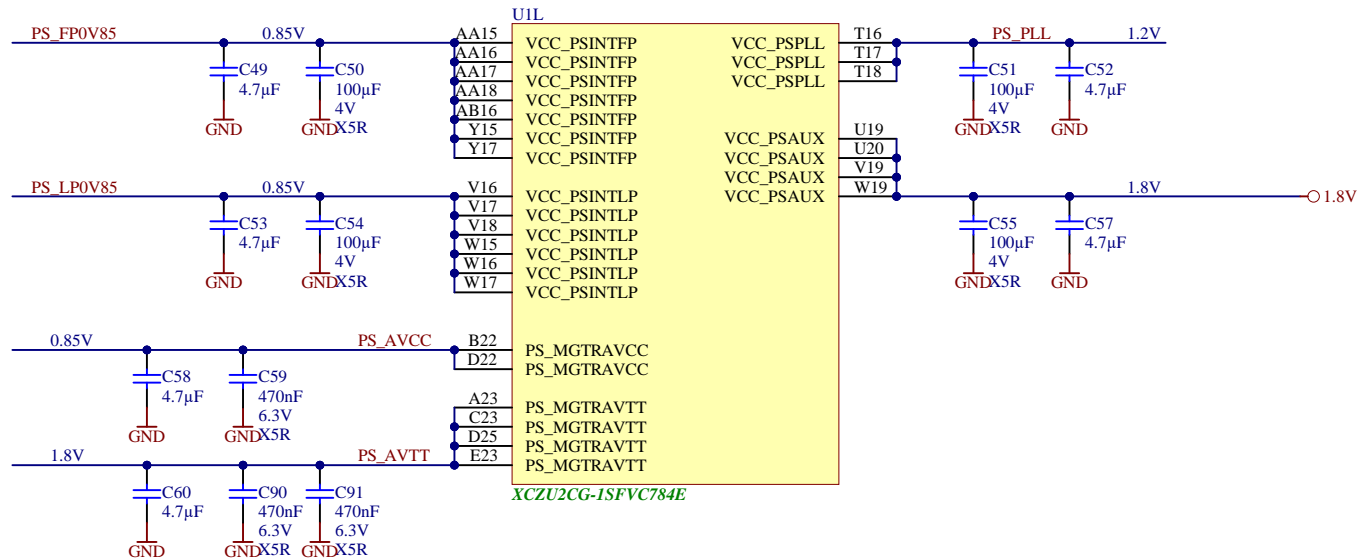 U1L
PS_FP0V85 0.85V
C49
4.7µF
GND
C50
100µF
4V
X5R
GND
AA15 VCC_PSINTFP
AA16 VCC_PSINTFP
AA17 VCC_PSINTFP
AA18 VCC_PSINTFP
AB16 VCC_PSINTFP
Y15 VCC_PSINTFP
Y17 VCC_PSINTFP
VCC_PSPLL T16
VCC_PSPLL T17
VCC_PSPLL T18
PS_PLL 1.2V
C51
100µF
4V
X5R
GND
C52
4.7µF
GND
PS_LP0V85 0.85V
C53
4.7µF
GND
C54
100µF
4V
X5R
GND
V16 VCC_PSINTLP
V17 VCC_PSINTLP
V18 VCC_PSINTLP
W15 VCC_PSINTLP
W16 VCC_PSINTLP
W17 VCC_PSINTLP
VCC_PSAUX U19
VCC_PSAUX U20
VCC_PSAUX V19
VCC_PSAUX W19
1.8V 1.8V
C55
100µF
4V
X5R
GND
C57
4.7µF
GND
0.85V PS_AVCC
C58
4.7µF
GND
C59
470nF
6.3V
X5R
GND
B22 PS_MGTRAVCC
D22 PS_MGTRAVCC
A23 PS_MGTRAVTT
C23 PS_MGTRAVTT
D25 PS_MGTRAVTT
E23 PS_MGTRAVTT
1.8V PS_AVTT
C60
4.7µF
GND
C90
470nF
6.3V
X5R
GND
C91
470nF
6.3V
X5R
GND
XCZU2CG-1SFVC784E